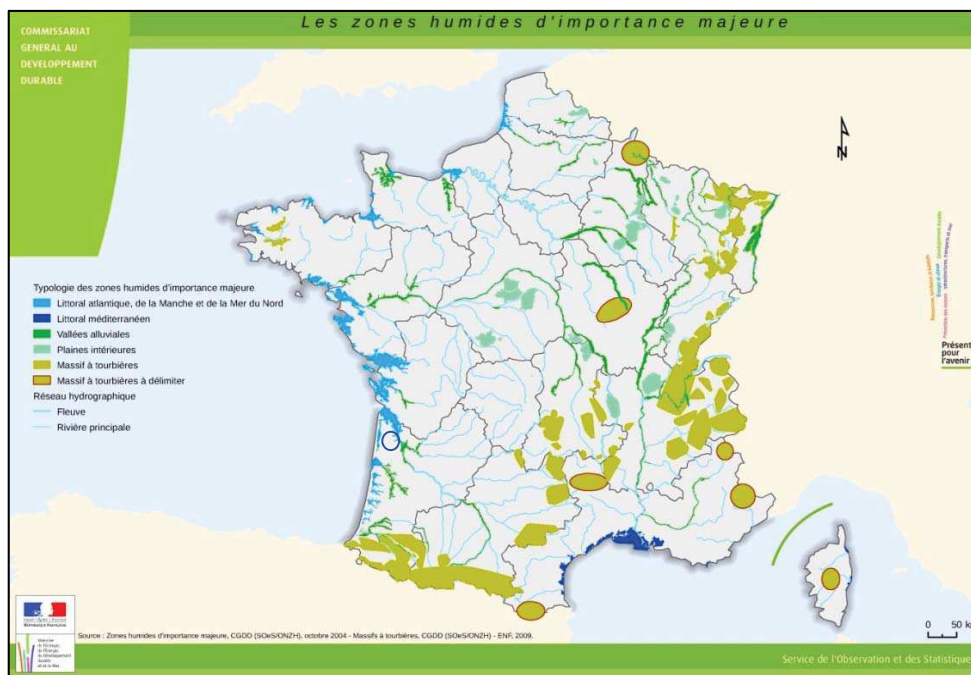 Les zones humides d'importance majeure
COMMISSARIAT
GENERAL AU
DEVELOPPEMENT
DURABLE
N
Typologie des zones humides d'importance majeure
Littoral atlantique, de la Manche et de la Mer du Nord
Littoral méditerranéen
Vallées alluviales
Plaines intérieures
Massif à tourbières
Massif à tourbières à délimiter
Réseau hydrographique
Fleuve
Rivière principale
Présent
pour
l'avenir
0 50 k
Source : Zones humides d'importance majeure, CGDD (SOeS/ONZH), octobre 2004 - Massifs à tourbières, CGDD (SOeS/ONZH) - ENF, 2009.
RÉPUBLIQUE FRANÇAISE
Service de l'Observation et des Statistique